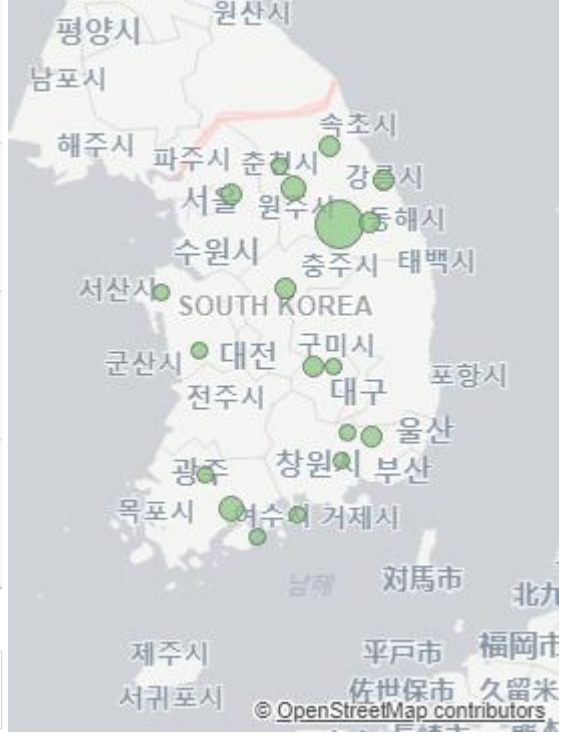 원산시
평양시
남포시
속초시
해주시
파주시
춘천시
강릉시
서울
원주시
동해시
수원시
충주시
태백시
서산시
SOUTH KOREA
구미시
군산시
대전
포항시
대구
전주시
울산
광주
창원시
부산
목포시
여수시
거제시
남해
対馬市
北九
제주시
平戸市
福岡市
서귀포시
佐世保市
久留米
© OpenStreetMap contributors